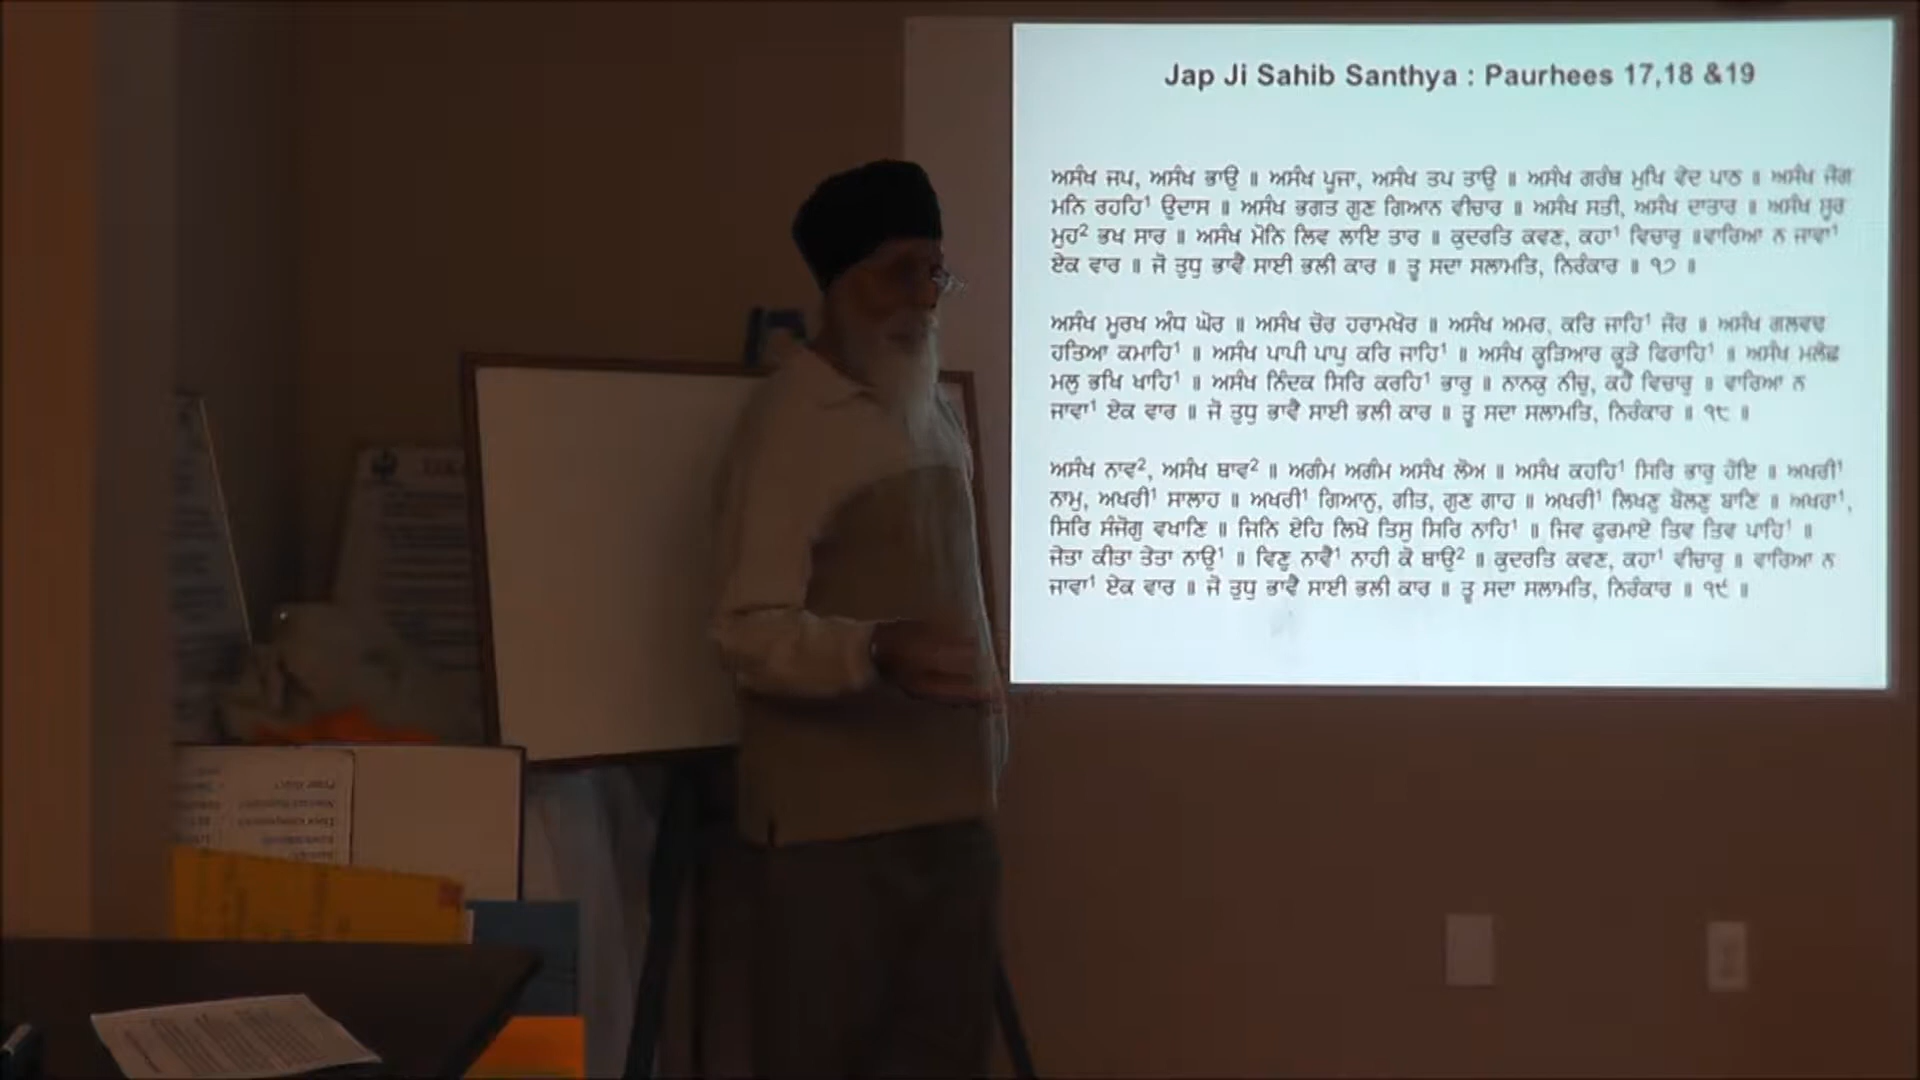 Jap Ji Sahib Santhya : Paurhees 17,18 &19
ਅਸੰਖ ਜਪ, ਅਸੰਖ ਭਾਉ ॥ ਅਸੰਖ ਪੂਜਾ, ਅਸੰਖ ਤਪ ਤਾਉ ॥ ਅਸੰਖ ਗਰੰਥ ਮੁਖਿ ਵੇਦ ਪਾਠ ॥ ਅਸੰਖ ਜੋਗ
ਮਨਿ ਰਹਹਿ¹ ਉਦਾਸ ॥ ਅਸੰਖ ਭਗਤ ਗੁਣ ਗਿਆਨ ਵੀਚਾਰ ॥ ਅਸੰਖ ਸਤੀ, ਅਸੰਖ ਦਾਤਾਰ ॥ ਅਸੰਖ ਸੂਰ
ਮੁਹ² ਭਖ ਸਾਰ ॥ ਅਸੰਖ ਮੋਨਿ ਲਿਵ ਲਾਇ ਤਾਰ ॥ ਕੁਦਰਤਿ ਕਵਣ, ਕਹਾ¹ ਵਿਚਾਰੁ ॥ਵਾਰਿਆ ਨ ਜਾਵਾ¹
ਏਕ ਵਾਰ ॥ ਜੋ ਤੁਧੁ ਭਾਵੈ ਸਾਈ ਭਲੀ ਕਾਰ ॥ ਤੂ ਸਦਾ ਸਲਾਮਤਿ, ਨਿਰੰਕਾਰ ॥ ੧੭ ॥
ਅਸੰਖ ਮੂਰਖ ਅੰਧ ਘੋਰ ॥ ਅਸੰਖ ਚੋਰ ਹਰਾਮਖੋਰ ॥ ਅਸੰਖ ਅਮਰ, ਕਰਿ ਜਾਹਿ¹ ਜੋਰ ॥ ਅਸੰਖ ਗਲਵਢ
ਹਤਿਆ ਕਮਾਹਿ¹ ॥ ਅਸੰਖ ਪਾਪੀ ਪਾਪੁ ਕਰਿ ਜਾਹਿ¹ ॥ ਅਸੰਖ ਕੂੜਿਆਰ ਕੂੜੇ ਫਿਰਾਹਿ¹ ॥ ਅਸੰਖ ਮਲੇਛ
ਮਲੁ ਭਖਿ ਖਾਹਿ¹ ॥ ਅਸੰਖ ਨਿੰਦਕ ਸਿਰਿ ਕਰਹਿ¹ ਭਾਰੁ ॥ ਨਾਨਕੁ ਨੀਚੁ, ਕਹੈ ਵਿਚਾਰੁ ॥ ਵਾਰਿਆ ਨ
ਜਾਵਾ¹ ਏਕ ਵਾਰ ॥ ਜੋ ਤੁਧੁ ਭਾਵੈ ਸਾਈ ਭਲੀ ਕਾਰ ॥ ਤੂ ਸਦਾ ਸਲਾਮਤਿ, ਨਿਰੰਕਾਰ ॥ ੧੮ ॥
ਅਸੰਖ ਨਾਵ², ਅਸੰਖ ਥਾਵ² ॥ ਅਗੰਮ ਅਗੰਮ ਅਸੰਖ ਲੋਅ ॥ ਅਸੰਖ ਕਹਹਿ¹ ਸਿਰਿ ਭਾਰੁ ਹੋਇ ॥ ਅਖਰੀ¹
ਨਾਮੁ, ਅਖਰੀ¹ ਸਾਲਾਹ ॥ ਅਖਰੀ¹ ਗਿਆਨੁ, ਗੀਤ, ਗੁਣ ਗਾਹ ॥ ਅਖਰੀ¹ ਲਿਖਣੁ ਬੋਲਣੁ ਬਾਣਿ ॥ ਅਖਰਾ¹,
ਸਿਰਿ ਸੰਜੋਗੁ ਵਖਾਣਿ ॥ ਜਿਨਿ ਏਹਿ ਲਿਖੇ ਤਿਸੁ ਸਿਰਿ ਨਾਹਿ¹ ॥ ਜਿਵ ਫੁਰਮਾਏ ਤਿਵ ਤਿਵ ਪਾਹਿ¹ ॥
ਜੇਤਾ ਕੀਤਾ ਤੇਤਾ ਨਾਉ¹ ॥ ਵਿਣੁ ਨਾਵੈ¹ ਨਾਹੀ ਕੋ ਥਾਉ² ॥ ਕੁਦਰਤਿ ਕਵਣ, ਕਹਾ¹ ਵੀਚਾਰੁ ॥ ਵਾਰਿਆ ਨ
ਜਾਵਾ¹ ਏਕ ਵਾਰ ॥ ਜੋ ਤੁਧੁ ਭਾਵੈ ਸਾਈ ਭਲੀ ਕਾਰ ॥ ਤੂ ਸਦਾ ਸਲਾਮਤਿ, ਨਿਰੰਕਾਰ ॥ ੧੯ ॥